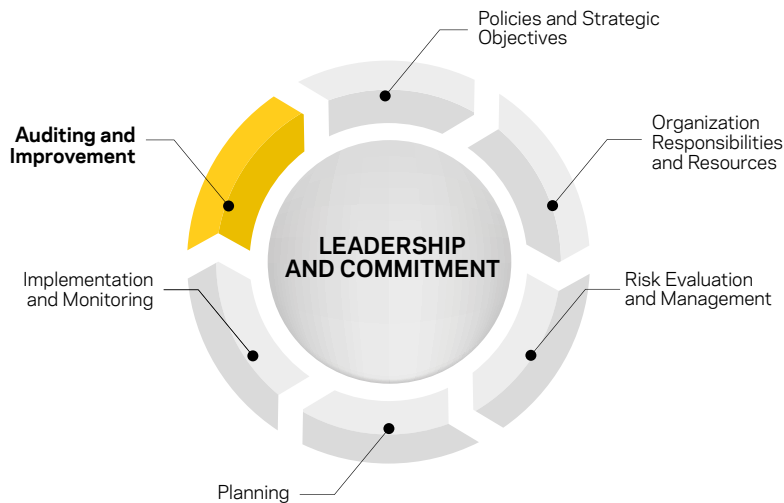 Policies and Strategic
Objectives
Organization
Responsibilities
and Resources
Risk Evaluation
and Management
Planning
Implementation
and Monitoring
Auditing and
Improvement
LEADERSHIP
AND COMMITMENT